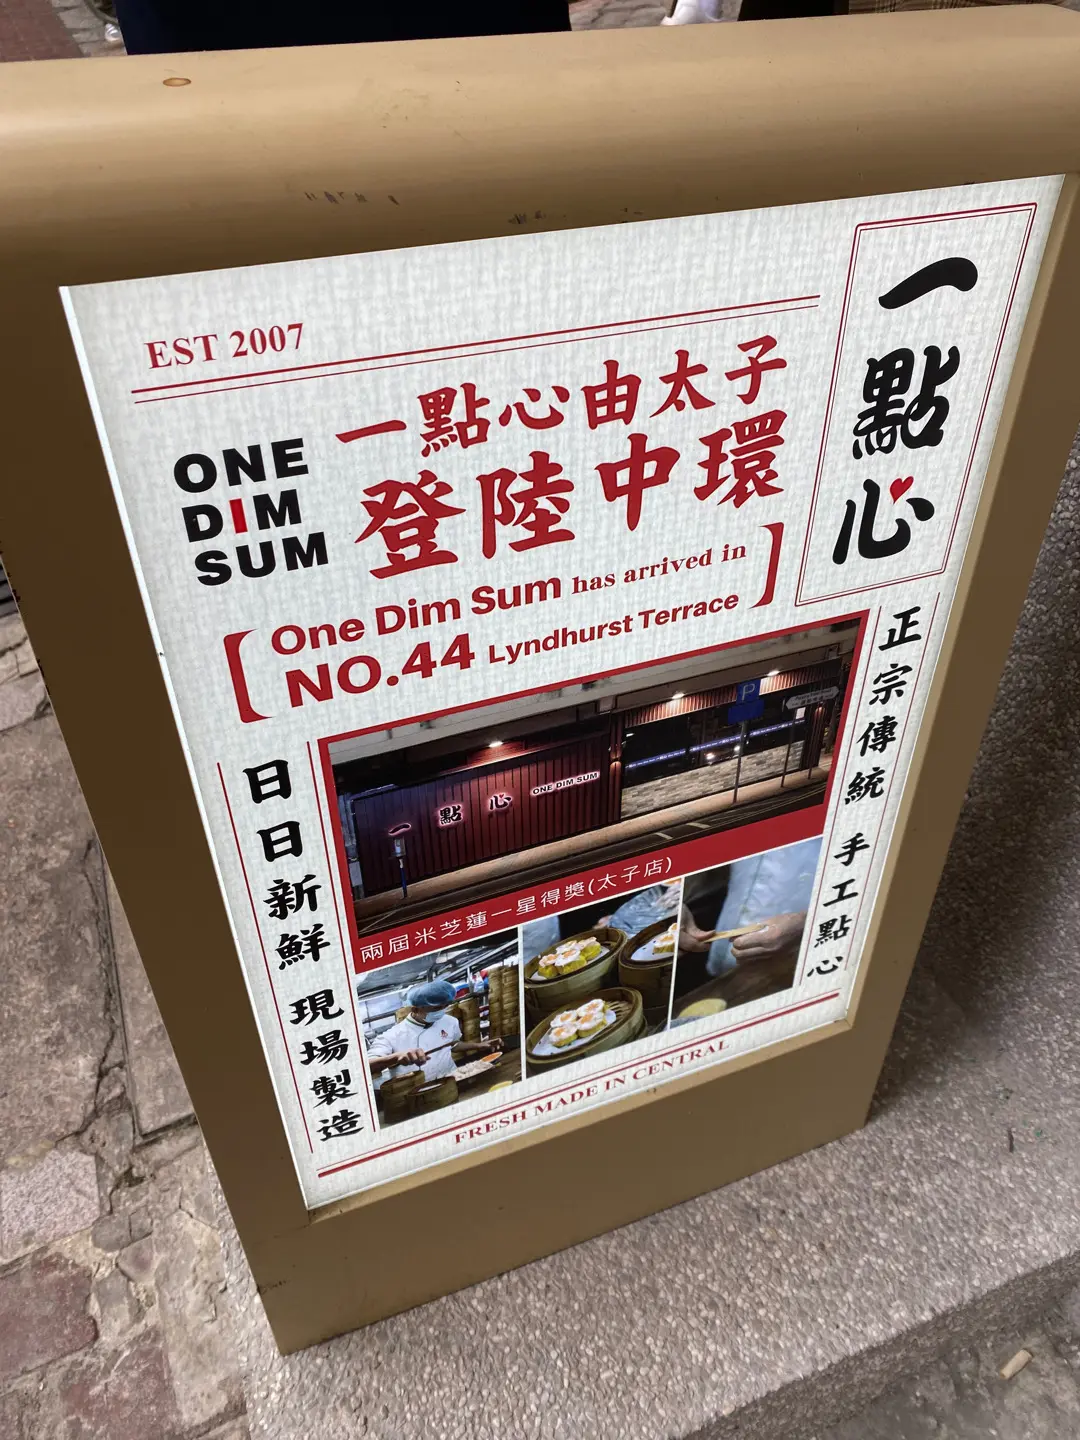 EST 2007
ONE
DIM
SUM
一點心由太子
登陸中環
One Dim Sum has arrived in
NO.44 Lyndhurst Terrace
一點心
正宗傳統 手工點心
日日新鮮 現場製造
一點心 ONE DIM SUM
P
兩屆米芝蓮一星得獎(太子店)
FRESH MADE IN CENTRAL